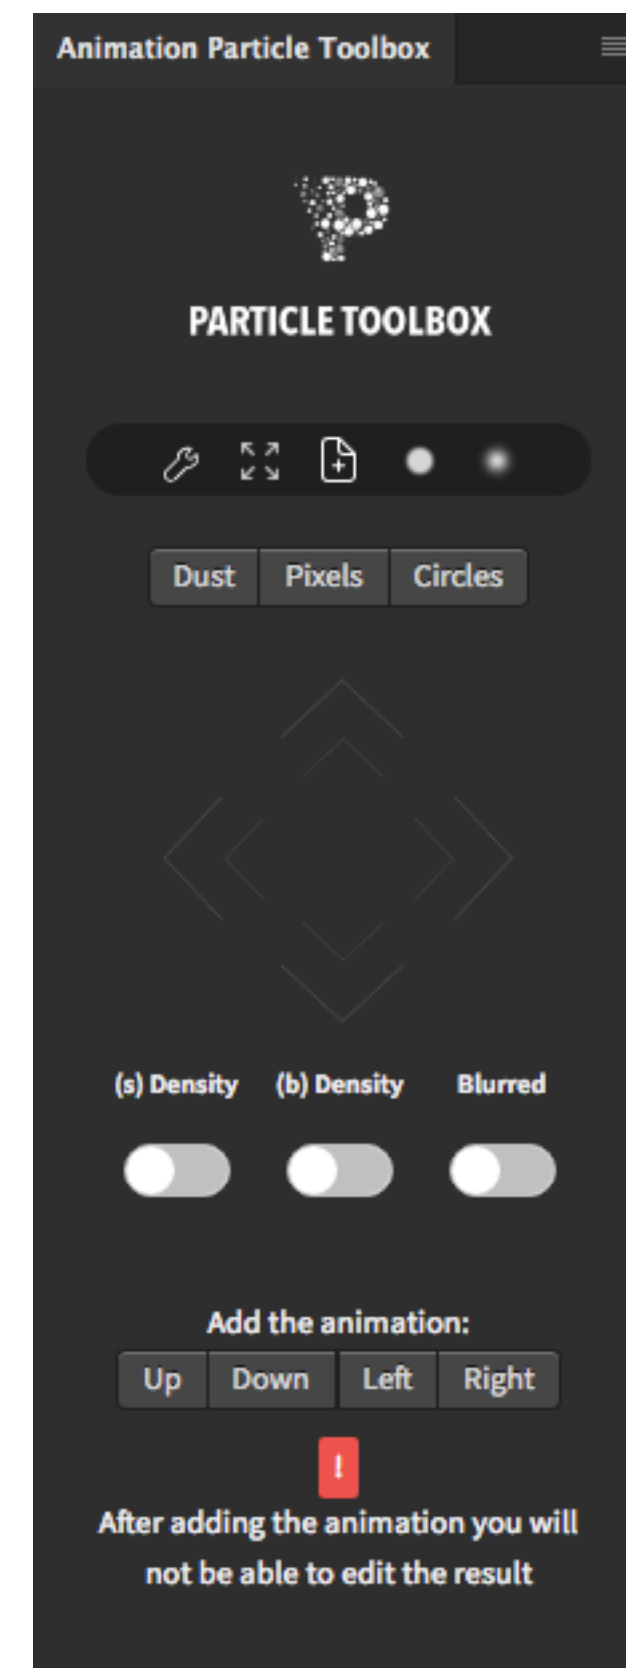 Animation Particle Toolbox
P
PARTICLE TOOLBOX
Dust Pixels Circles
(s) Density (b) Density Blurred
Add the animation:
Up Down Left Right
!
After adding the animation you will
not be able to edit the result